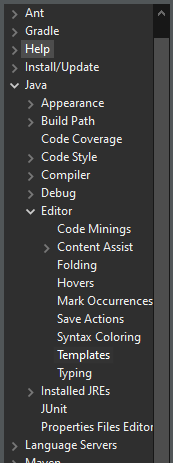 Ant
Gradle
Help
Install/Update
Java
Appearance
Build Path
Code Coverage
Code Style
Compiler
Debug
Editor
Code Minings
Content Assist
Folding
Hovers
Mark Occurrences
Save Actions
Syntax Coloring
Templates
Typing
Installed JREs
JUnit
Properties Files Editor
Language Servers
Maven